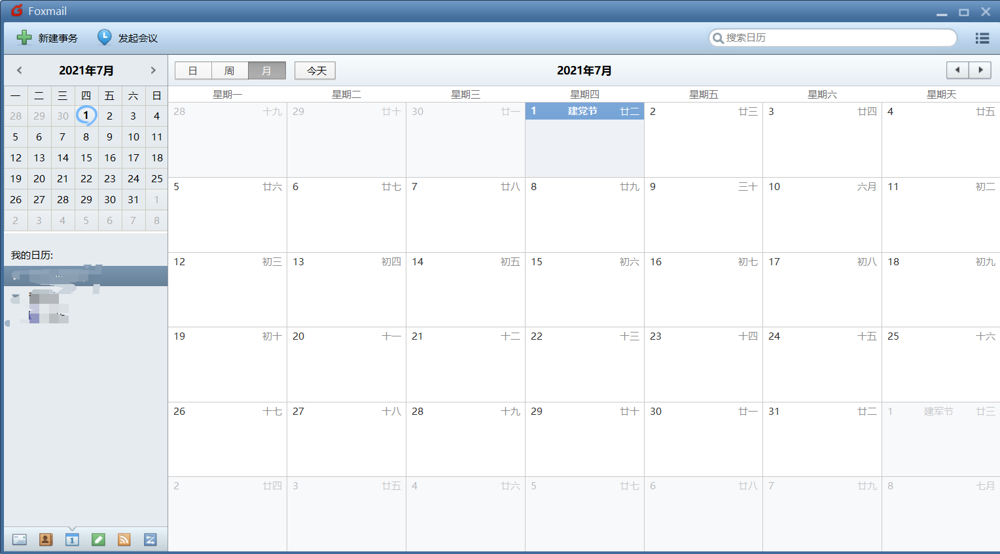 Foxmail
新建事务 发起会议 搜索日历
2021年7月
一 二 三 四 五 六 日
28 29 30 1 2 3 4
5 6 7 8 9 10 11
12 13 14 15 16 17 18
19 20 21 22 23 24 25
26 27 28 29 30 31 1
2 3 4 5 6 7 8
我的日历:
日 周 月 今天 2021年7月
星期一 星期二 星期三 星期四 星期五 星期六 星期天
28 十九 29 廿十 30 廿一 1 建党节 廿二 2 廿三 3 廿四 4 廿五
5 廿六 6 廿七 7 廿八 8 廿九 9 三十 10 六月 11 初二
12 初三 13 初四 14 初五 15 初六 16 初七 17 初八 18 初九
19 初十 20 十一 21 十二 22 十三 23 十四 24 十五 25 十六
26 十七 27 十八 28 十九 29 廿十 30 廿一 31 廿二 1 建军节 廿三
2 廿四 3 廿五 4 廿六 5 廿七 6 廿八 7 廿九 8 七月
1